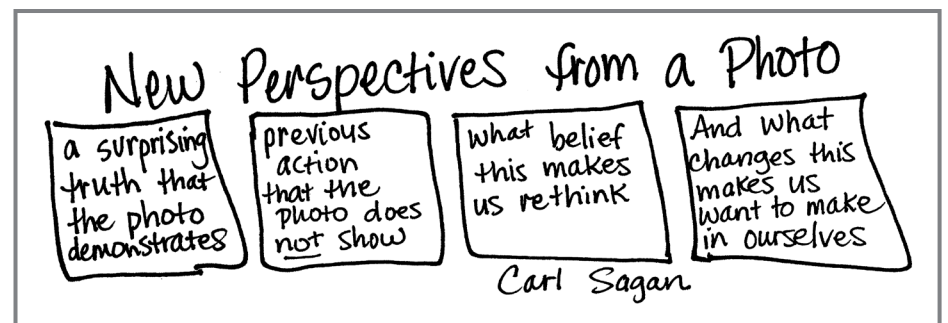 New Perspectives from a Photo
a surprising
truth that
the photo
demonstrates
previous
action
that the
photo does
not show
what belief
this makes
us rethink
And what
changes this
makes us
want to make
in ourselves
Carl Sagan